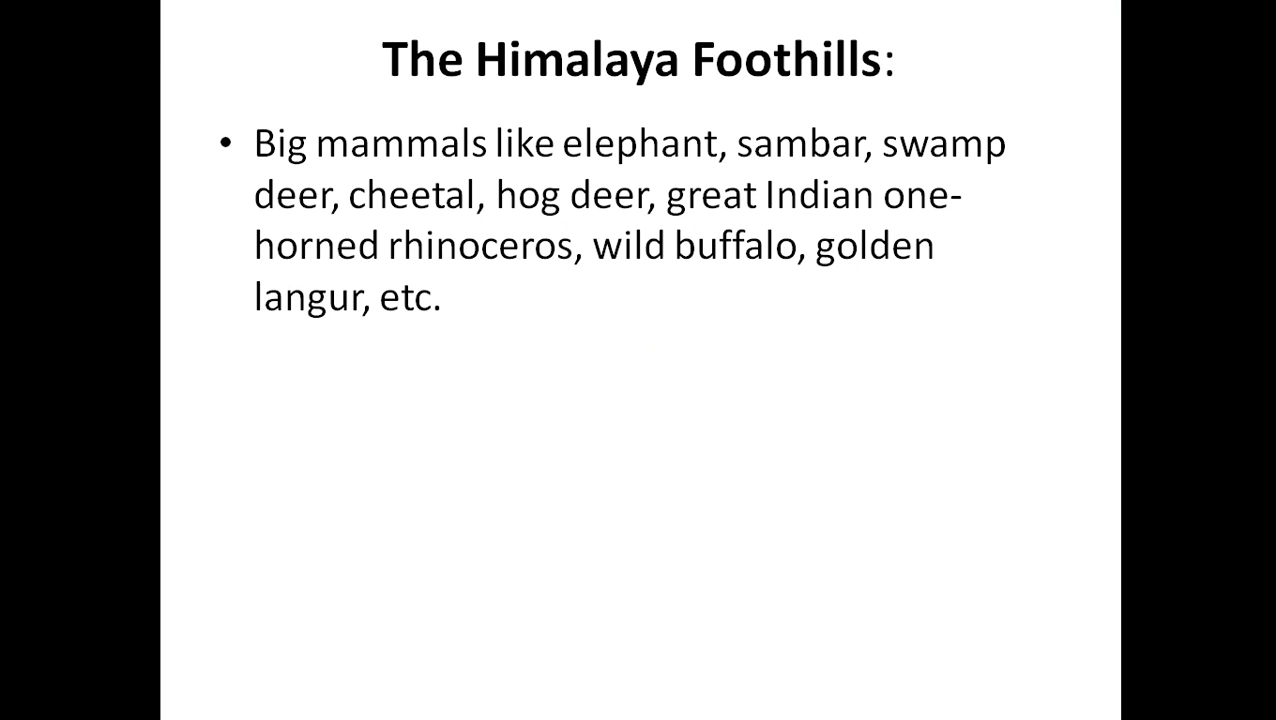 The Himalaya Foothills:
• Big mammals like elephant, sambar, swamp
deer, cheetal, hog deer, great Indian one-
horned rhinoceros, wild buffalo, golden
langur, etc.